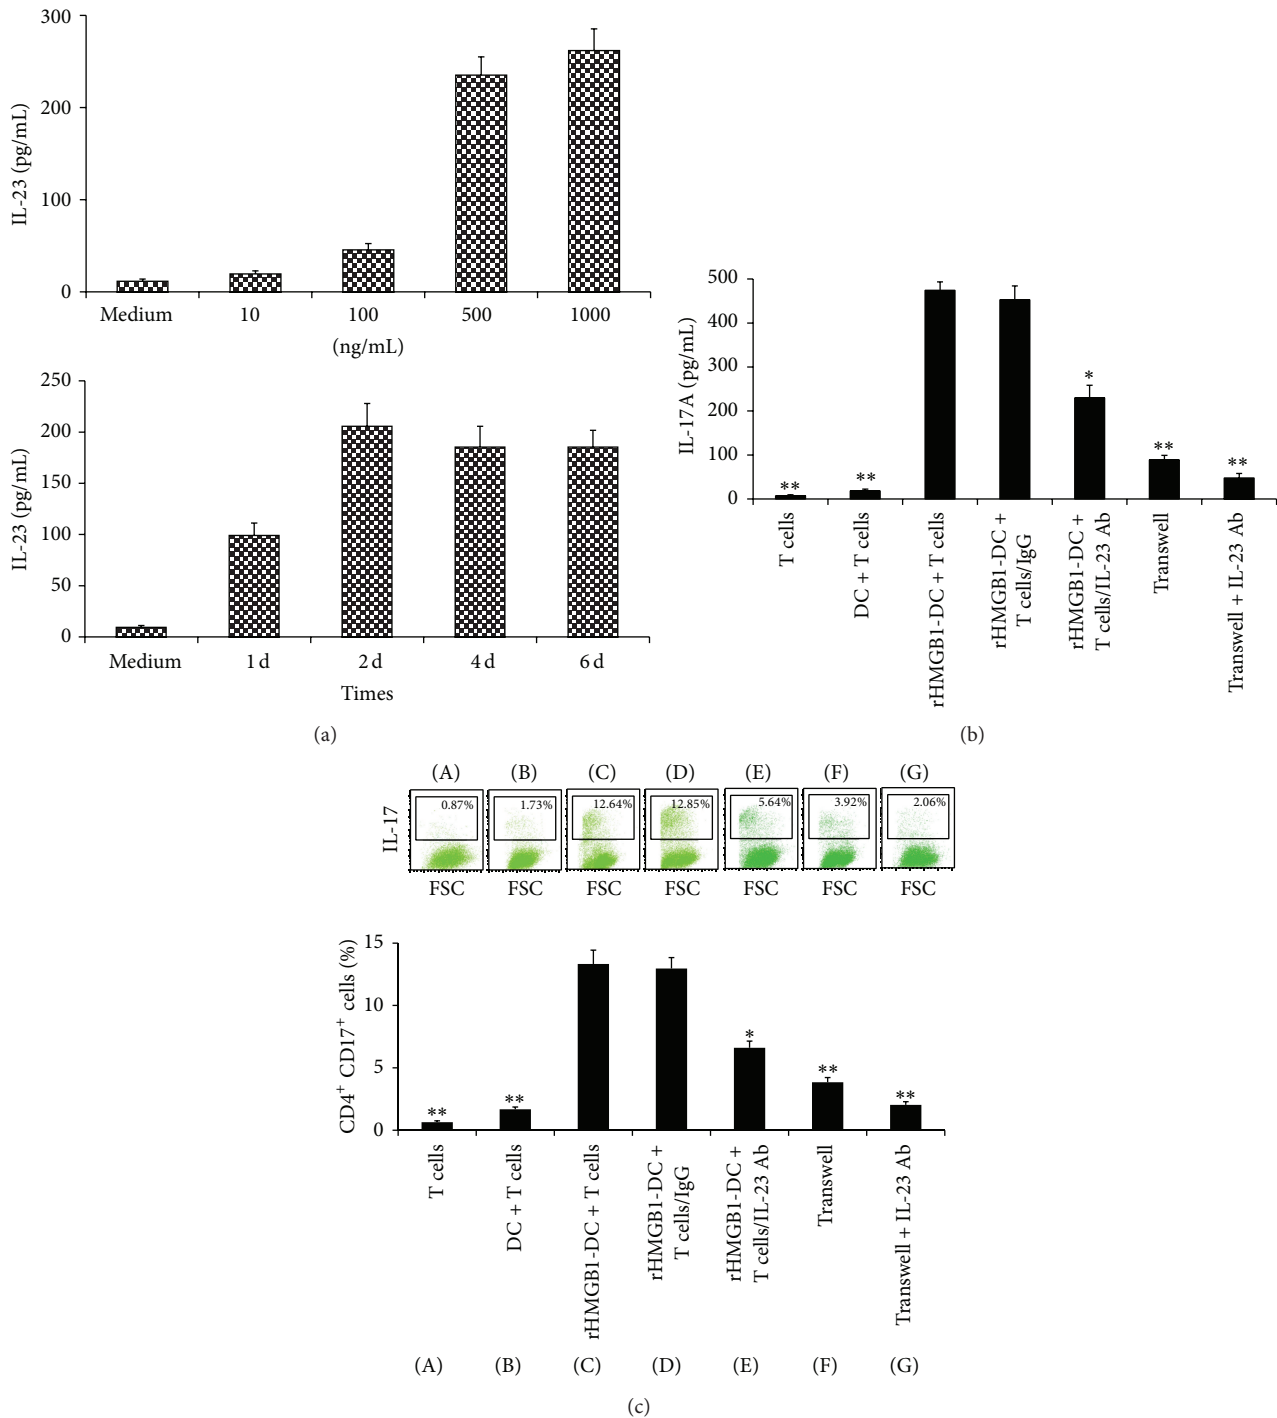 300
200
100
0
IL-23 (pg/mL)
Medium 10 100 500 1000
(ng/mL)
250
200
150
100
50
0
IL-23 (pg/mL)
Medium 1 d 2 d 4 d 6 d
Times
(a)
500
400
300
200
100
0
IL-17A (pg/mL)
** ** * ** **
T cells
DC + T cells
rHMGB1-DC + T cells
rHMGB1-DC +
T cells/IgG
rHMGB1-DC +
T cells/IL-23 Ab
Transwell
Transwell + IL-23 Ab
(b)
(A) (B) (C) (D) (E) (F) (G)
0.87% 1.73% 12.64% 12.85% 5.64% 3.92% 2.06%
IL-17
FSC FSC FSC FSC FSC FSC FSC
15
10
5
0
CD4+ CD17+ cells (%)
** ** * ** **
T cells
DC + T cells
rHMGB1-DC + T cells
rHMGB1-DC +
T cells/IgG
rHMGB1-DC +
T cells/IL-23 Ab
Transwell
Transwell + IL-23 Ab
(A) (B) (C) (D) (E) (F) (G)
(c)